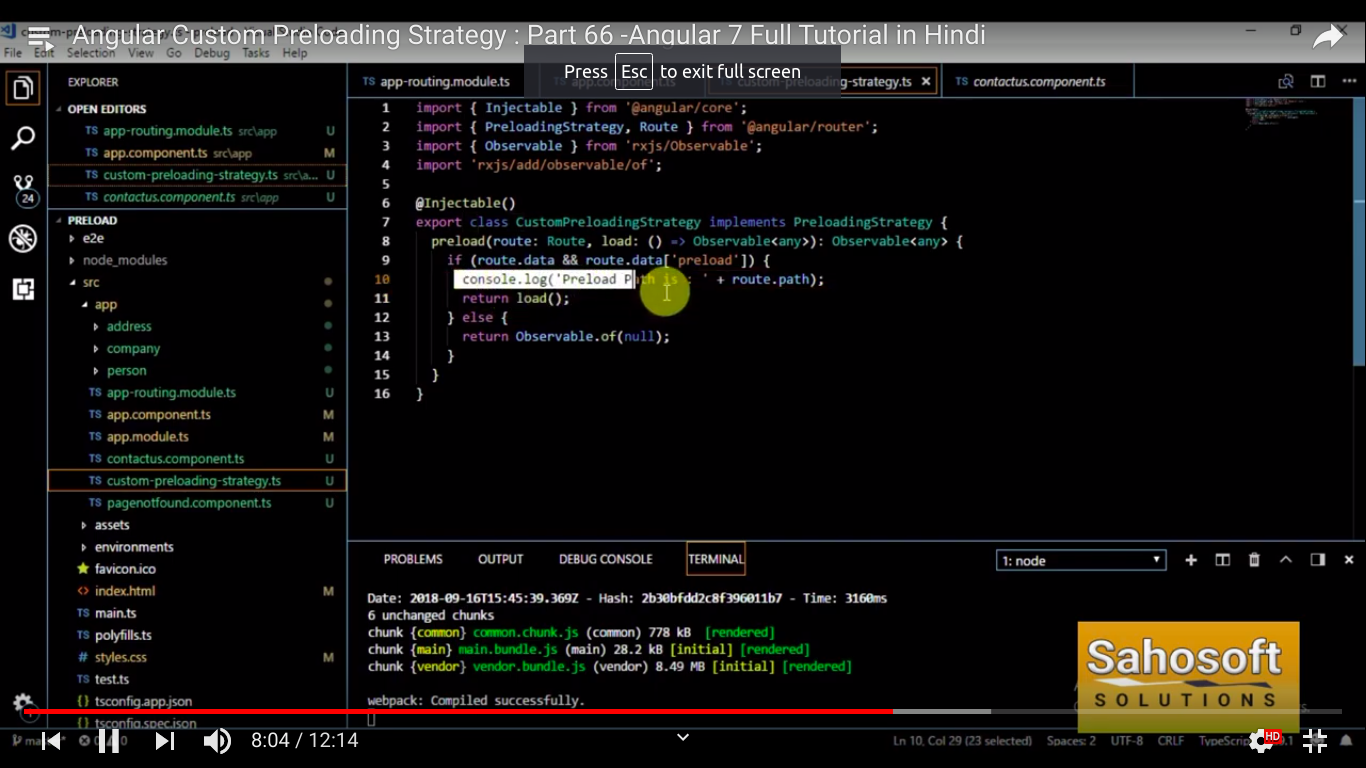 Angular Custom Preloading Strategy : Part 66 -Angular 7 Full Tutorial in Hindi
File Edit Selection View Go Debug Tasks Help
Press Esc to exit full screen
EXPLORER
OPEN EDITORS
TS app-routing.module.ts src\app U
TS app.component.ts src\app M
TS custom-preloading-strategy.ts src\a... U
TS contactus.component.ts src\app U
24
PRELOAD
e2e
node_modules
src
app
address
company
person
TS app-routing.module.ts U
TS app.component.ts M
TS app.module.ts M
TS contactus.component.ts U
TS custom-preloading-strategy.ts U
TS pagenotfound.component.ts U
assets
environments
favicon.ico
<> index.html M
TS main.ts
TS polyfills.ts
# styles.css M
TS test.ts
{} tsconfig.app.json
{} tsconfig.spec.json
TS app-routing.module.ts
custom-preloading-strategy.ts ×
TS contactus.component.ts
1 import { Injectable } from '@angular/core';
2 import { PreloadingStrategy, Route } from '@angular/router';
3 import { Observable } from 'rxjs/Observable';
4 import 'rxjs/add/observable/of';
5
6 @Injectable()
7 export class CustomPreloadingStrategy implements PreloadingStrategy {
8 preload(route: Route, load: () => Observable<any>): Observable<any> {
9 if (route.data && route.data['preload']) {
10 console.log('Preload Path is : ' + route.path);
11 return load();
12 } else {
13 return Observable.of(null);
14 }
15 }
16 }
PROBLEMS OUTPUT DEBUG CONSOLE TERMINAL
1: node
Date: 2018-09-16T15:45:39.369Z - Hash: 2b30bfdd2c8f396011b7 - Time: 3160ms
6 unchanged chunks
chunk {common} common.chunk.js (common) 778 kB [rendered]
chunk {main} main.bundle.js (main) 28.2 kB [initial] [rendered]
chunk {vendor} vendor.bundle.js (vendor) 8.49 MB [initial] [rendered]
webpack: Compiled successfully.
Sahosoft
SOLUTIONS
8:04 / 12:14
Ln 10, Col 29 (23 selected) Spaces: 2 UTF-8 CRLF
HD